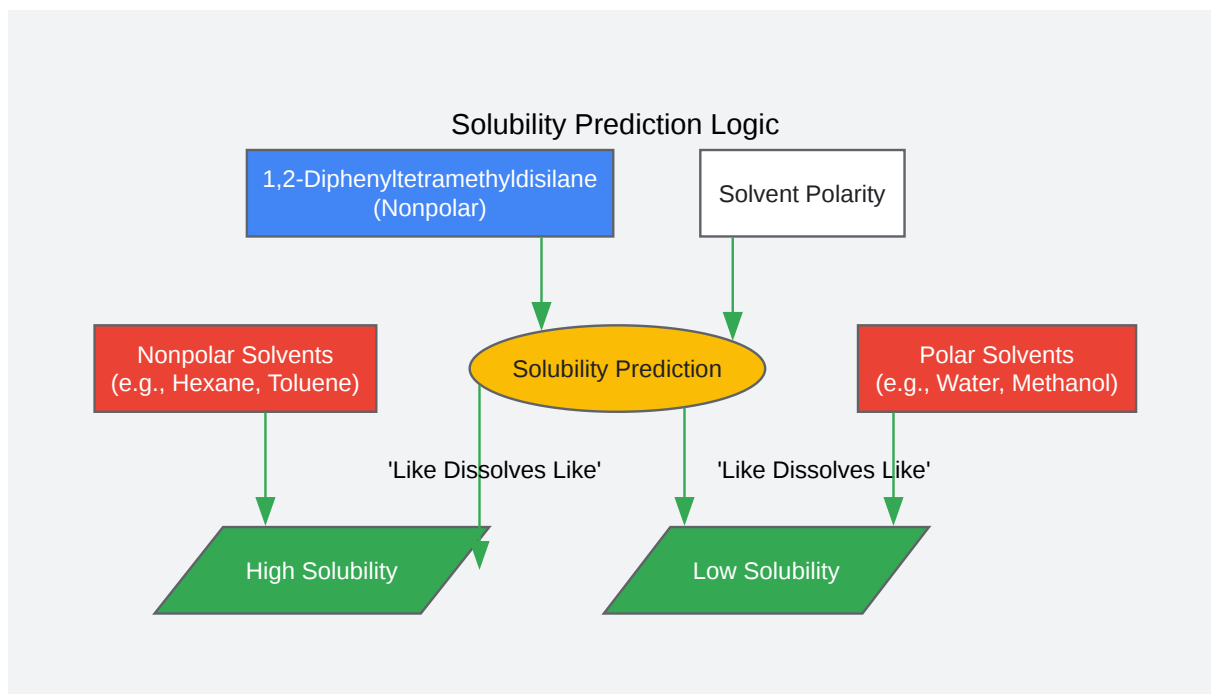 Solubility Prediction Logic
1,2-Diphenyltetramethyldisilane
(Nonpolar)
Solvent Polarity
Nonpolar Solvents
(e.g., Hexane, Toluene)
Solubility Prediction
Polar Solvents
(e.g., Water, Methanol)
'Like Dissolves Like'
'Like Dissolves Like'
High Solubility
Low Solubility